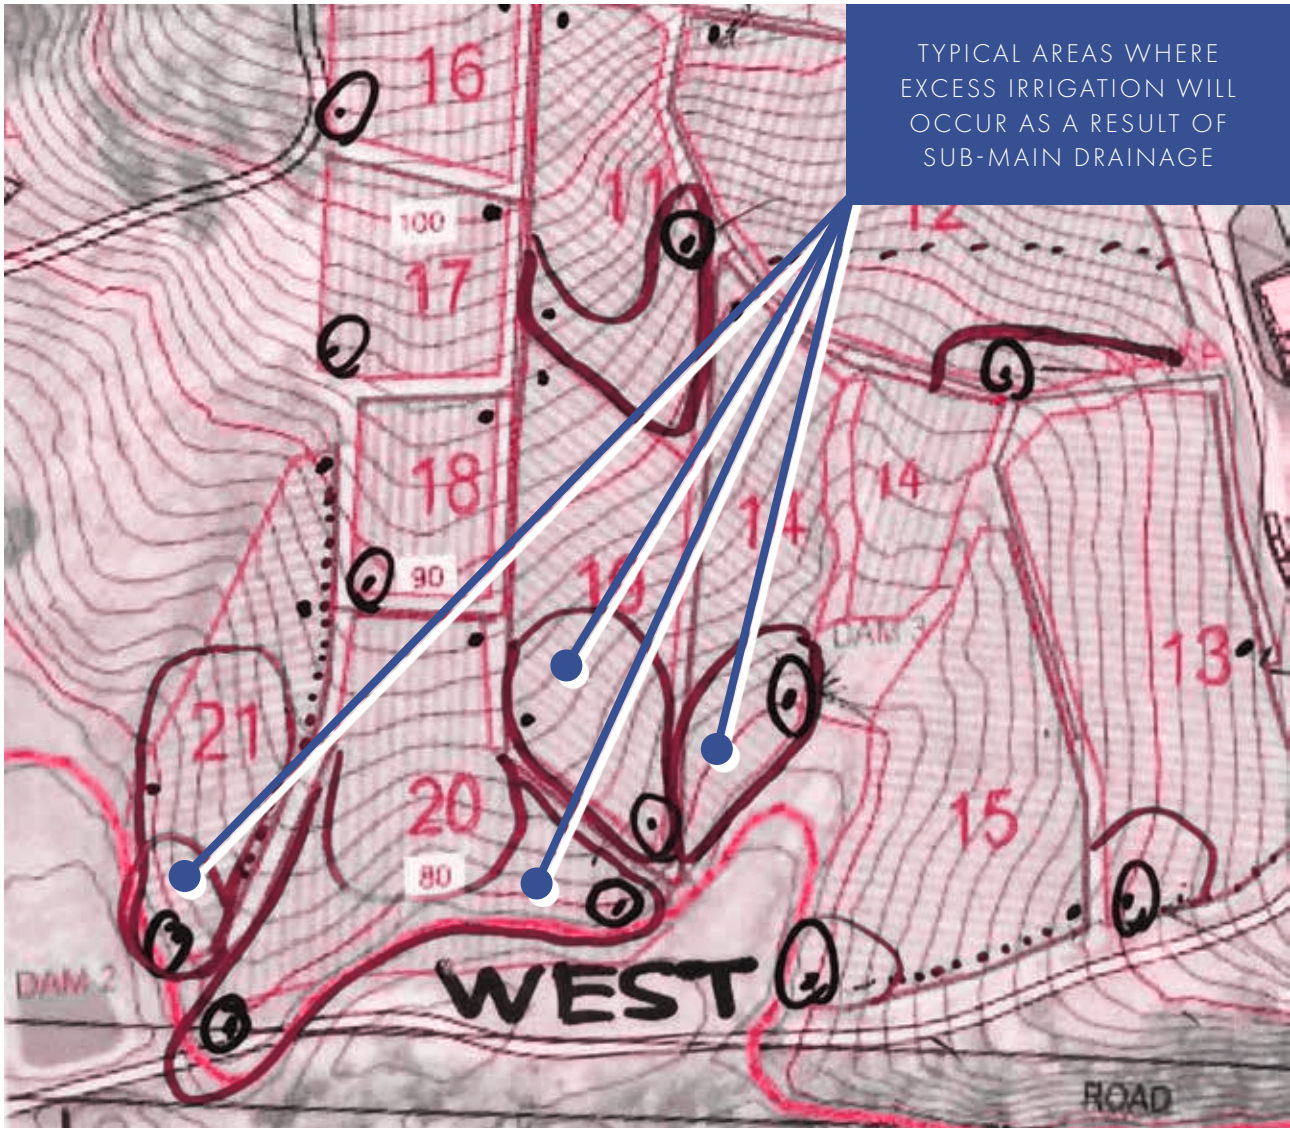 TYPICAL AREAS WHERE
EXCESS IRRIGATION WILL
OCCUR AS A RESULT OF
SUB-MAIN DRAINAGE
16
11
12
100
17
18
14
14
90
19
DAM 3
13
21
20
15
80
WEST
DAM 2
ROAD